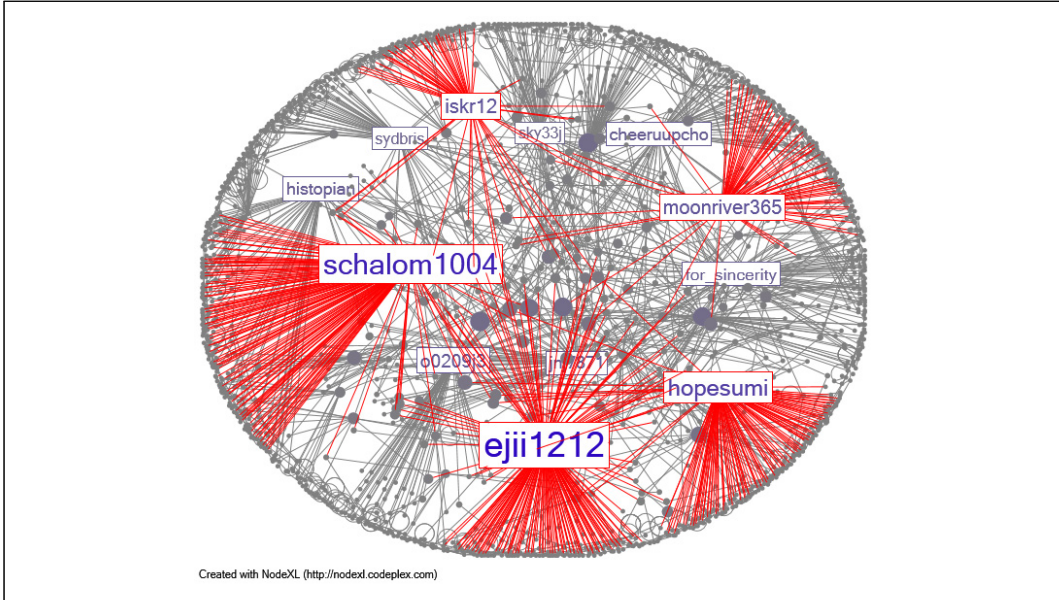 iskr12
sky33j
cheeruupcho
sydbris
histopian
moonriver365
schalom1004
for_sincerity
o0209j3
hopesumi
ejii1212
Created with NodeXL (http://nodexl.codeplex.com)